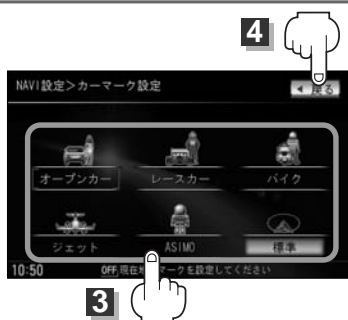 4
NAVI設定>カーマーク設定
◀ 戻る
オープンカー レースカー バイク
ジェット ASIMO 標準
10:50 OFF 現在地マークを設定してください
3